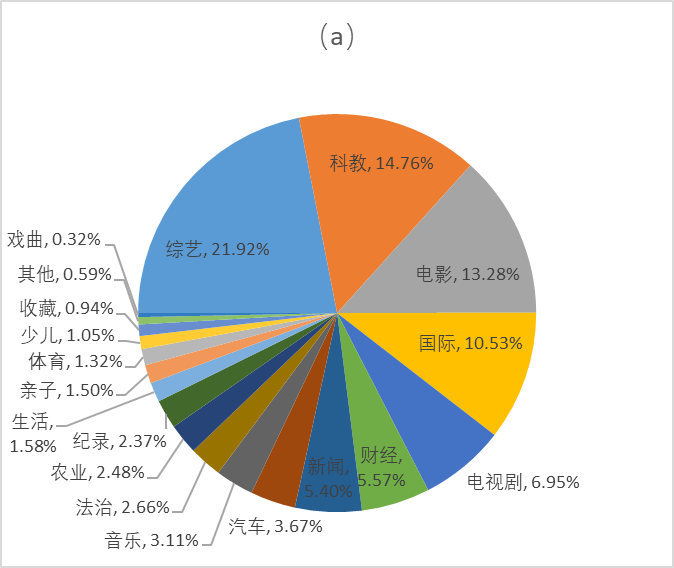 (a)
科教, 14.76%
综艺, 21.92%
电影, 13.28%
戏曲, 0.32%
其他, 0.59%
收藏, 0.94%
少儿, 1.05%
体育, 1.32%
亲子, 1.50%
生活,
1.58%
纪录, 2.37%
农业, 2.48%
法治, 2.66%
音乐, 3.11%
汽车, 3.67%
新闻,
5.40%
财经,
5.57%
电视剧, 6.95%
国际, 10.53%